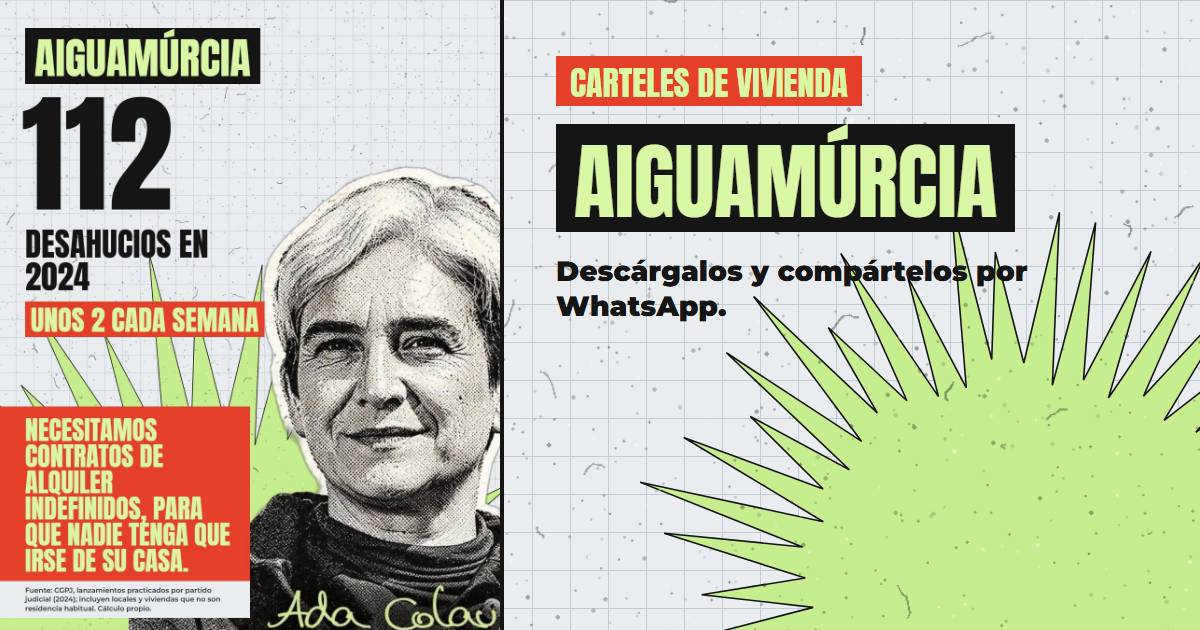 AIGUAMÚRCIA
112
DESAHUCIOS EN
2024
UNOS 2 CADA SEMANA
NECESITAMOS
CONTRATOS DE
ALQUILER
INDEFINIDOS, PARA
QUE NADIE TENGA QUE
IRSE DE SU CASA.
Fuente: CGPJ, lanzamientos practicados por partido
judicial (2024); incluyen locales y viviendas que no son
residencia habitual. Cálculo propio.
Ada Colau
CARTELES DE VIVIENDA
AIGUAMÚRCIA
Descárgalos y compártelos por
WhatsApp.